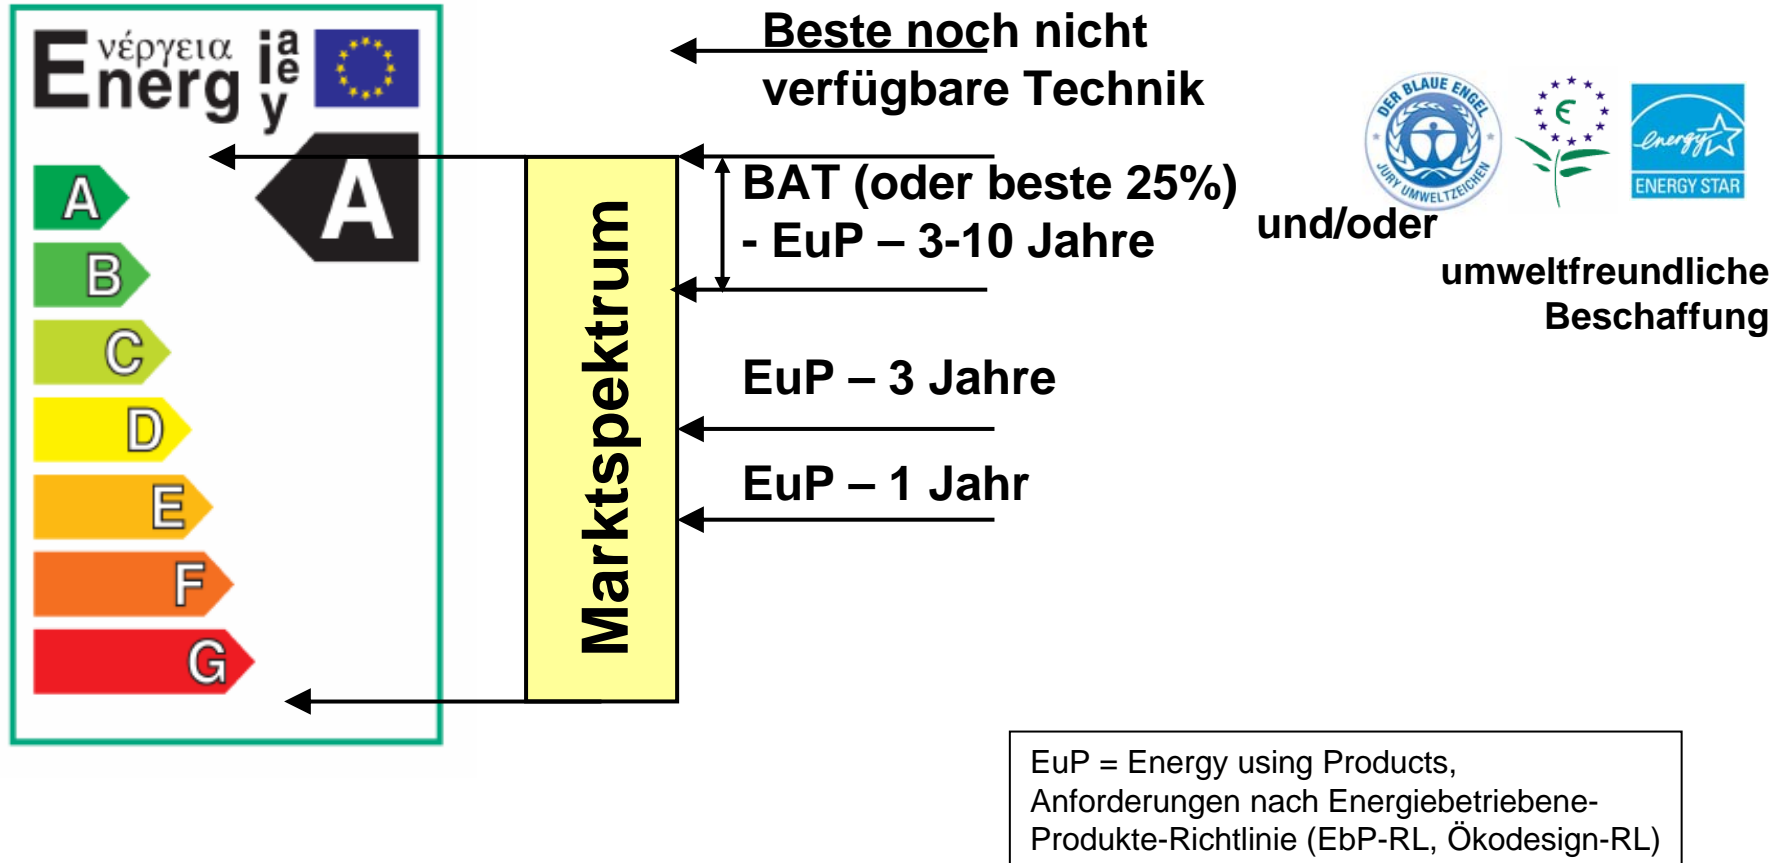 Ενέργεια
Energ ia
ie
y
A
A
B
C
D
E
F
G
Marktspektrum
Beste noch nicht
verfügbare Technik
BAT (oder beste 25%)
- EuP – 3-10 Jahre
EuP – 3 Jahre
EuP – 1 Jahr
DER BLAUE ENGEL
JURY UMWELTZEICHEN
€
energy
ENERGY STAR
und/oder
umweltfreundliche
Beschaffung
EuP = Energy using Products,
Anforderungen nach Energiebetriebene-
Produkte-Richtlinie (EbP-RL, Ökodesign-RL)